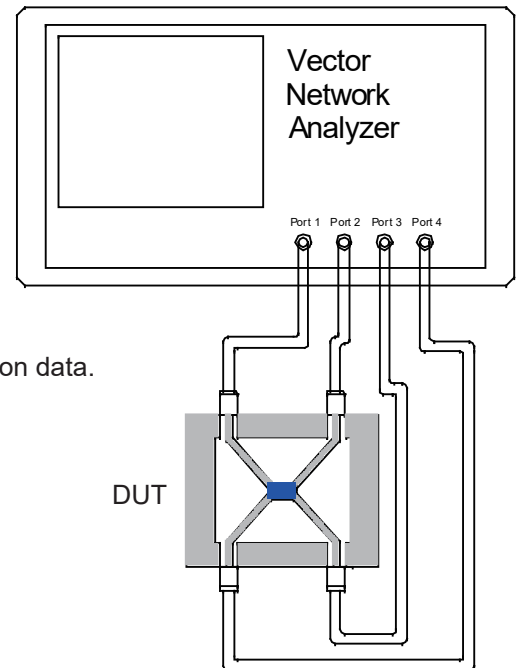 Vector
Network
Analyzer
Port 1 Port 2 Port 3 Port 4
on data.
DUT